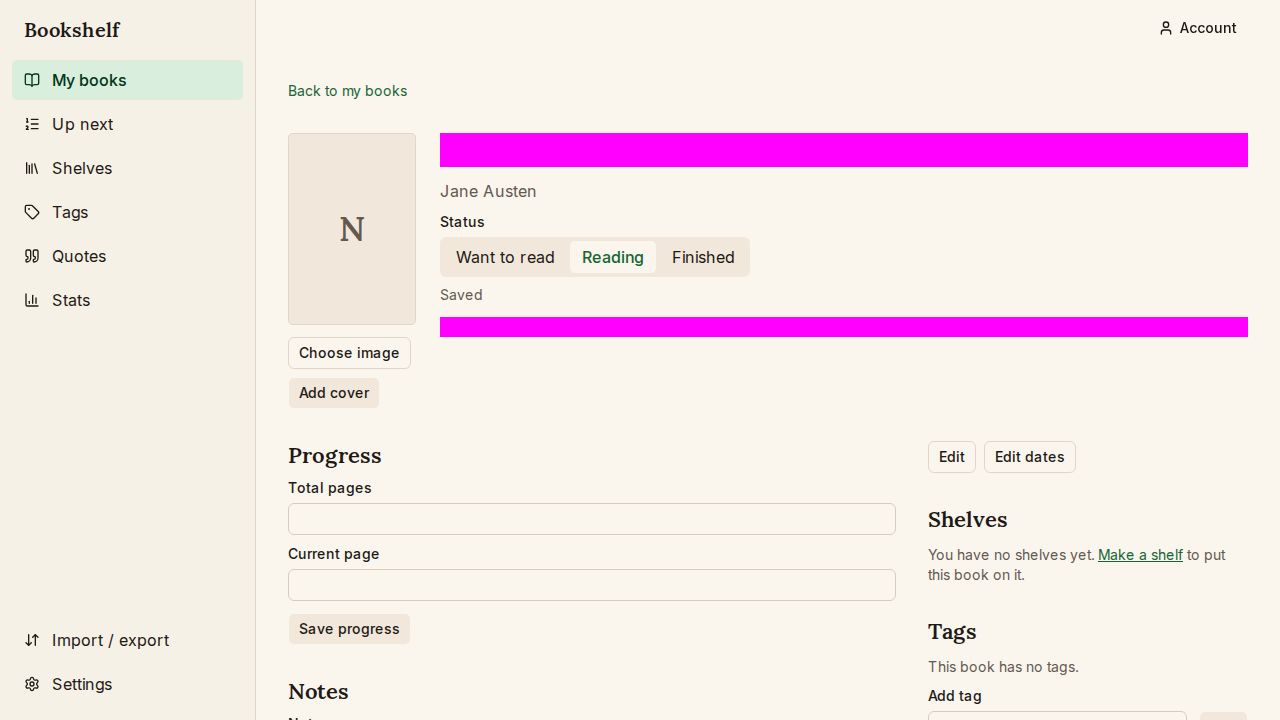 Bookshelf
My books
Up next
Shelves
Tags
Quotes
Stats
Import / export
Settings
Account
Back to my books
N
Choose image
Add cover
Jane Austen
Status
Want to read
Reading
Finished
Saved
Progress
Total pages
Current page
Save progress
Notes
Edit
Edit dates
Shelves
You have no shelves yet. Make a shelf to put
this book on it.
Tags
This book has no tags.
Add tag